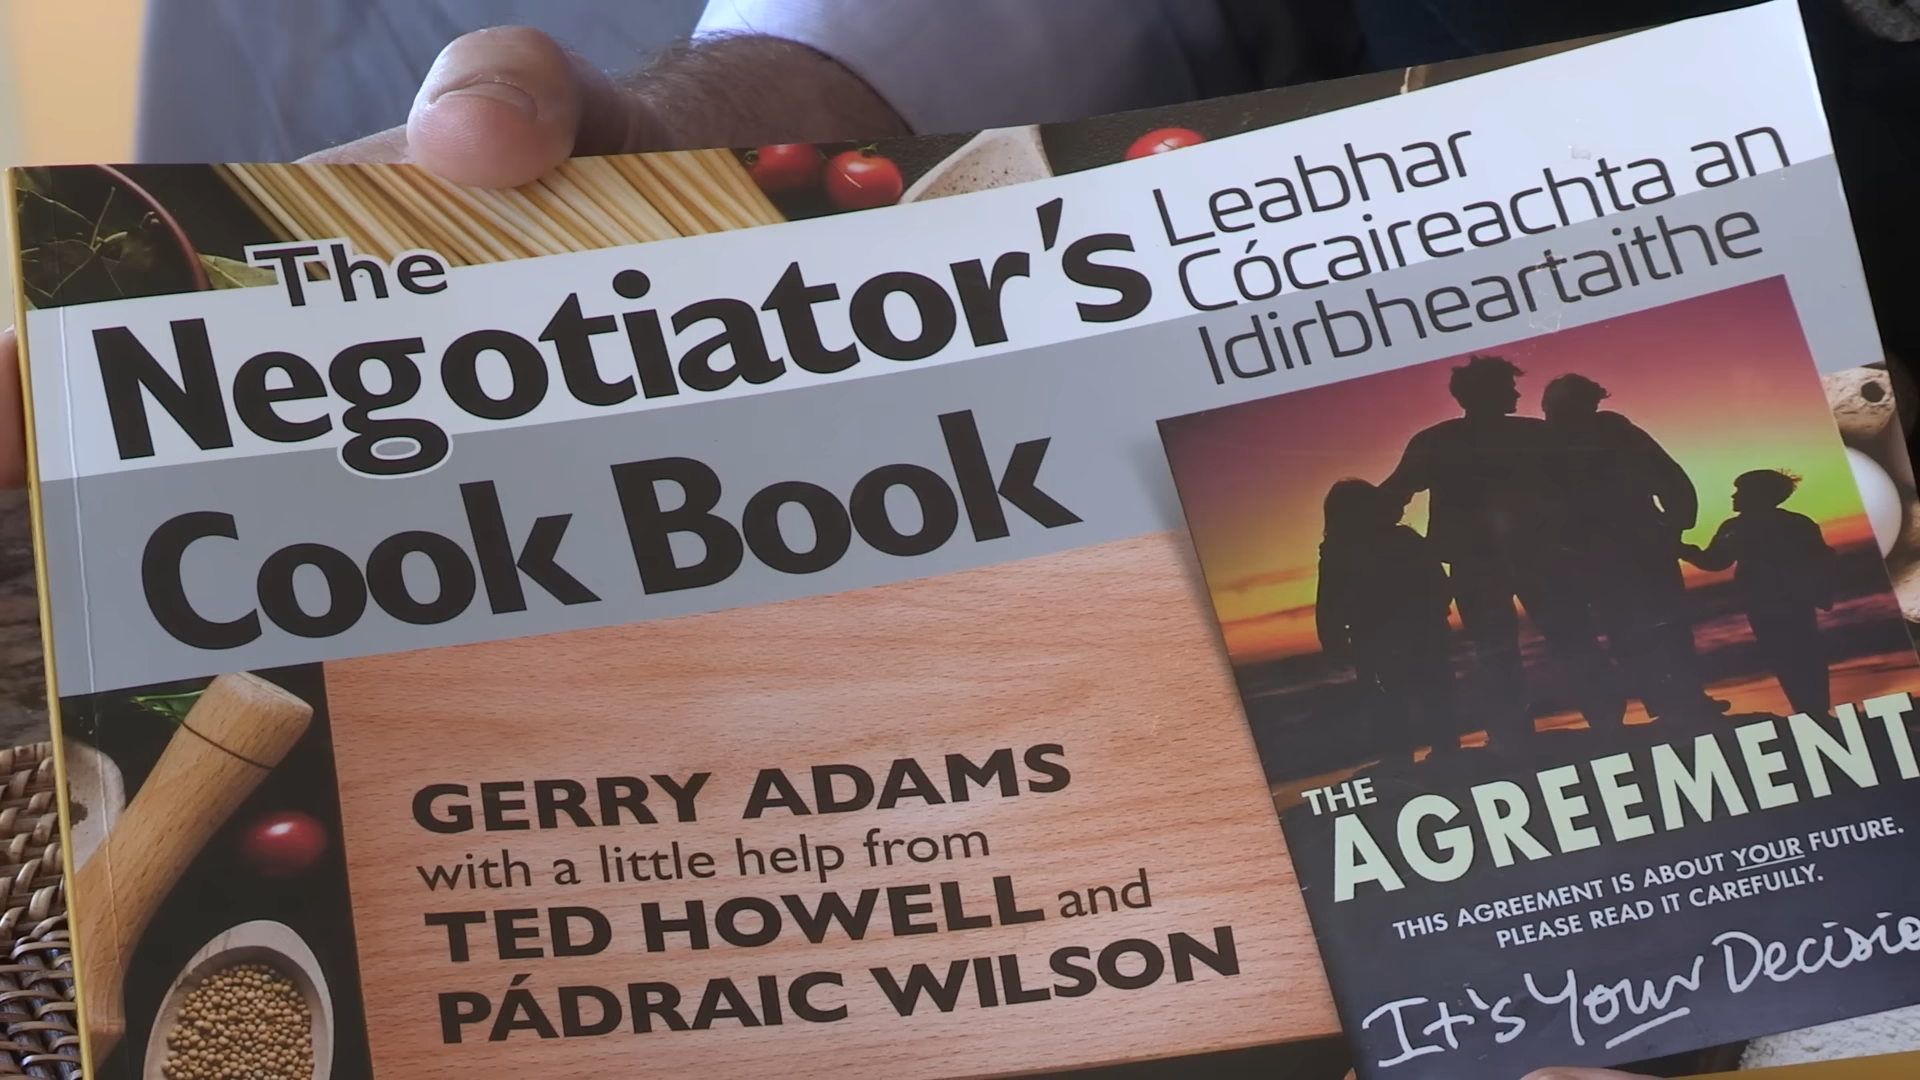 The
Negotiator's
Cook Book
Leabhar
Cócaireachta an
Idirbheartaithe
GERRY ADAMS
with a little help from
TED HOWELL and
PÁDRAIC WILSON
THE
AGREEMENT
THIS AGREEMENT IS ABOUT YOUR FUTURE.
PLEASE READ IT CAREFULLY.
It's Your Decisio